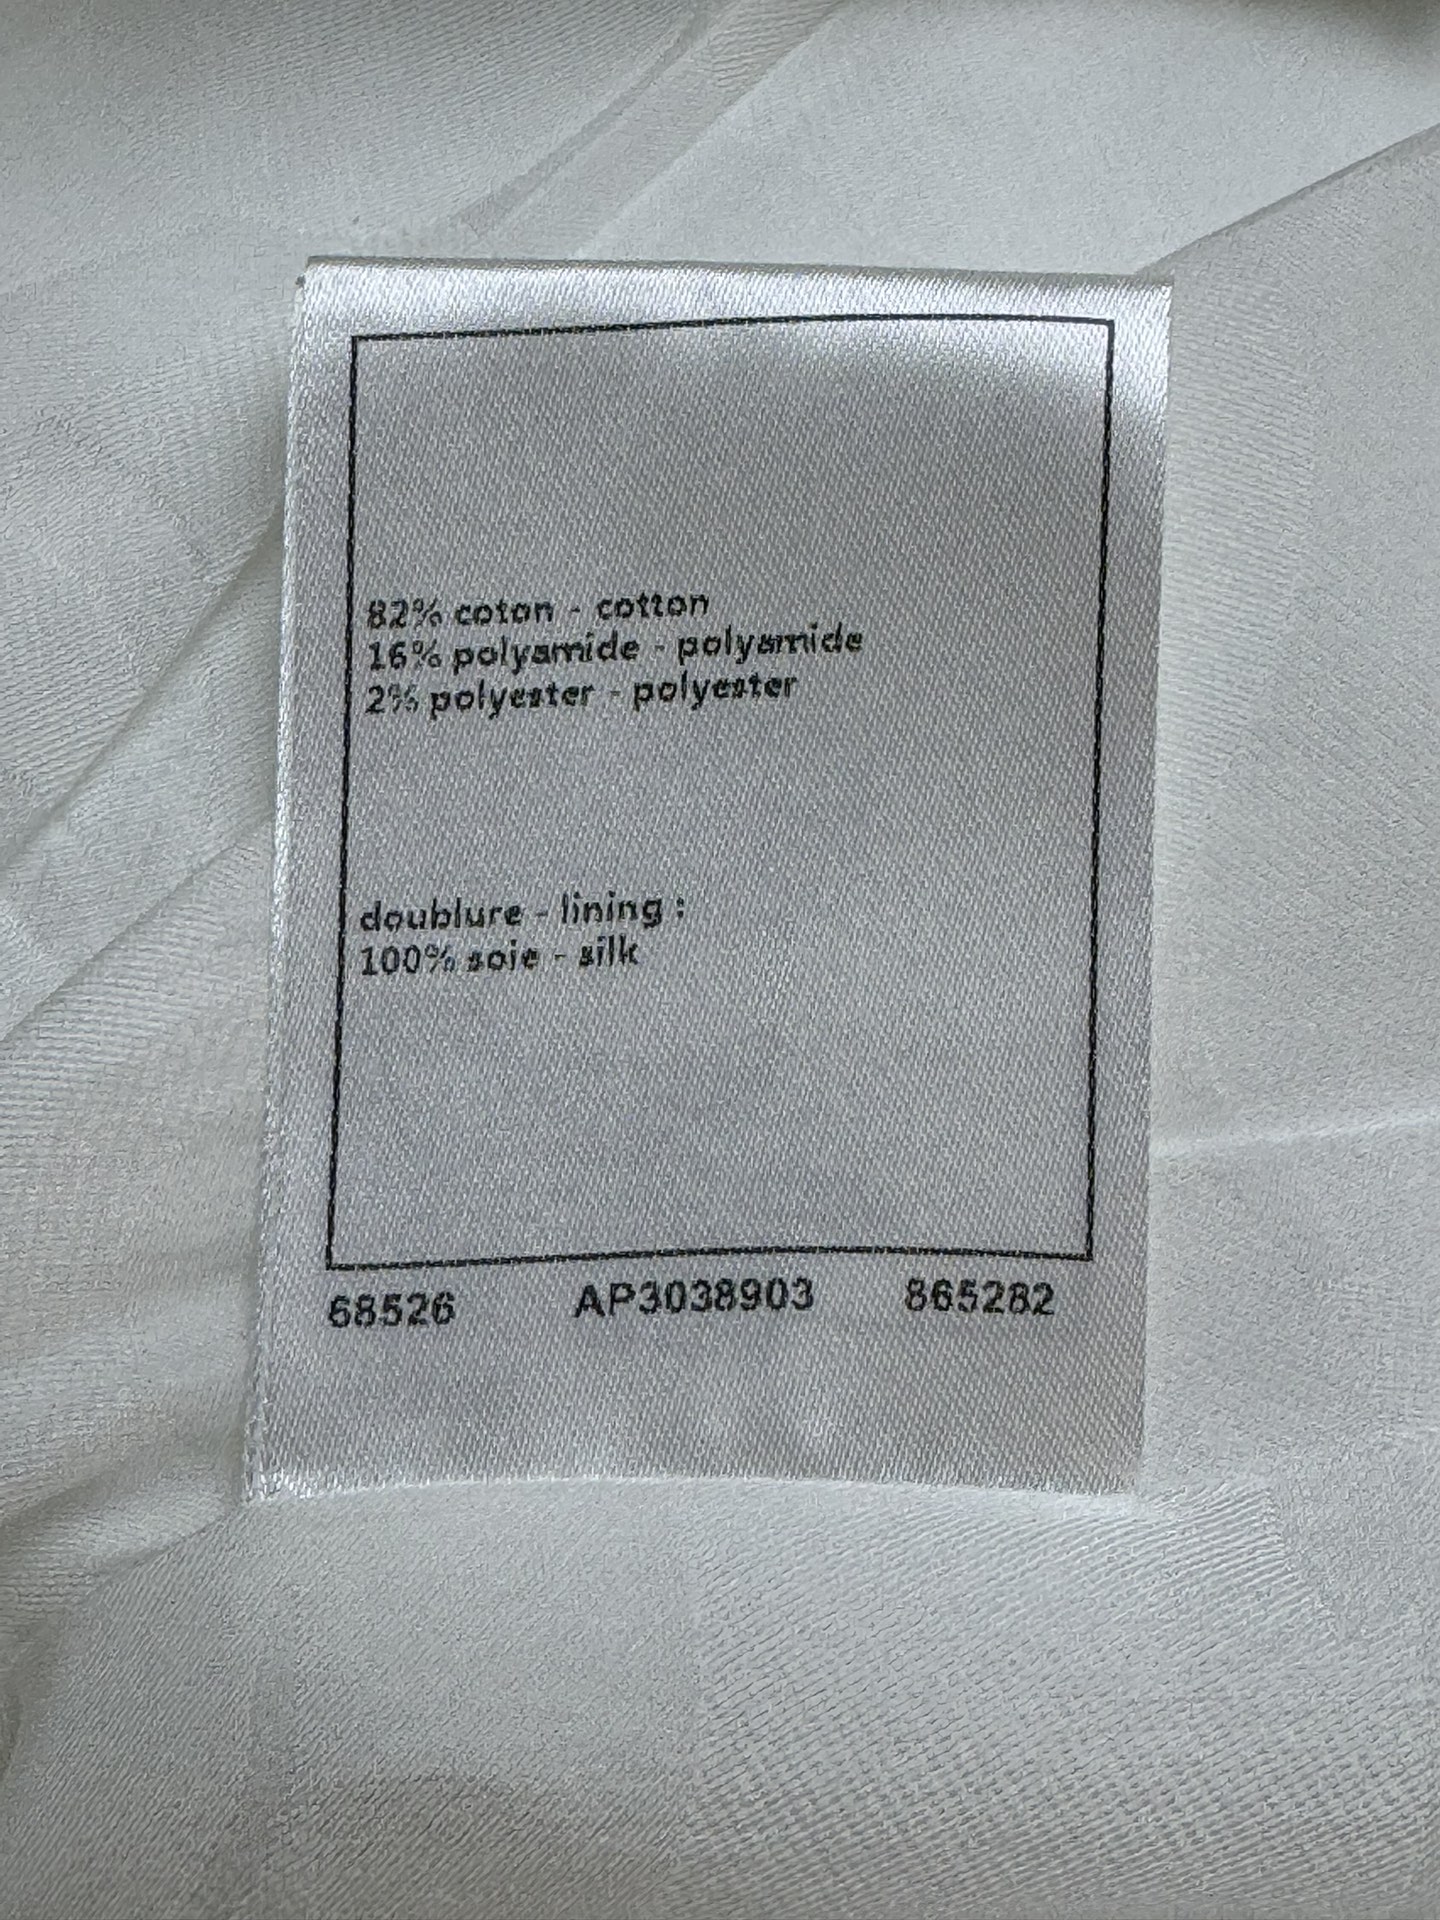 82% coton - cotton
16% polyamide - polyamide
2% polyester - polyester
doublure - lining :
100% soie - silk
68526 AP3038903 865282